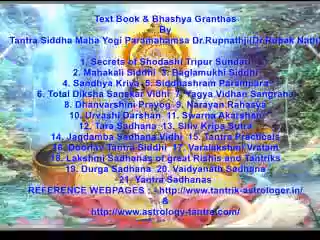 Text Book & Bhashya Granthas
By
Tantra Siddha Maha Yogi Paramahamsa Dr.Rupnathji(Dr.Rupak Nath)
1. Secrets of Shodashi Tripur Sundari
2. Mahakali Siddhi 3. Baglamukhi Siddhi
4. Sandhya Kriya 5. Siddhashram Parampara
6. Total Diksha Sanskar Vidhi 7. Yagya Vidhan Sangraha
8. Dhanvarshini Prayog 9. Narayan Rahasya
10. Urvashi Darshan 11. Swarna Akarshan
12. Tara Sadhana 13. Shiv Kripa Sutra
14. Jagdamba Sadhana Vidhi 15. Tantra Practicals
16. Doorlav Tantra Siddhi 17. Varalakshmi Vratam
18. Lakshmi Sadhanas of great Rishis and Tantriks
19. Durga Sadhana 20. Vaidyanath Sadhana
21. Yantra Sadhanas
REFERENCE WEBPAGES : - http://www.tantrik-astrologer.in/
&
http://www.astrology-tantra.com/